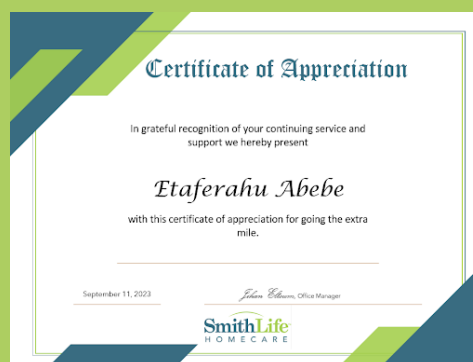 Certificate of Appreciation
In grateful recognition of your continuing service and
support we hereby present
Etaferahu Abebe
with this certificate of appreciation for going the extra
mile.
September 11, 2023
Office Manager
SmithLife
HOMECARE